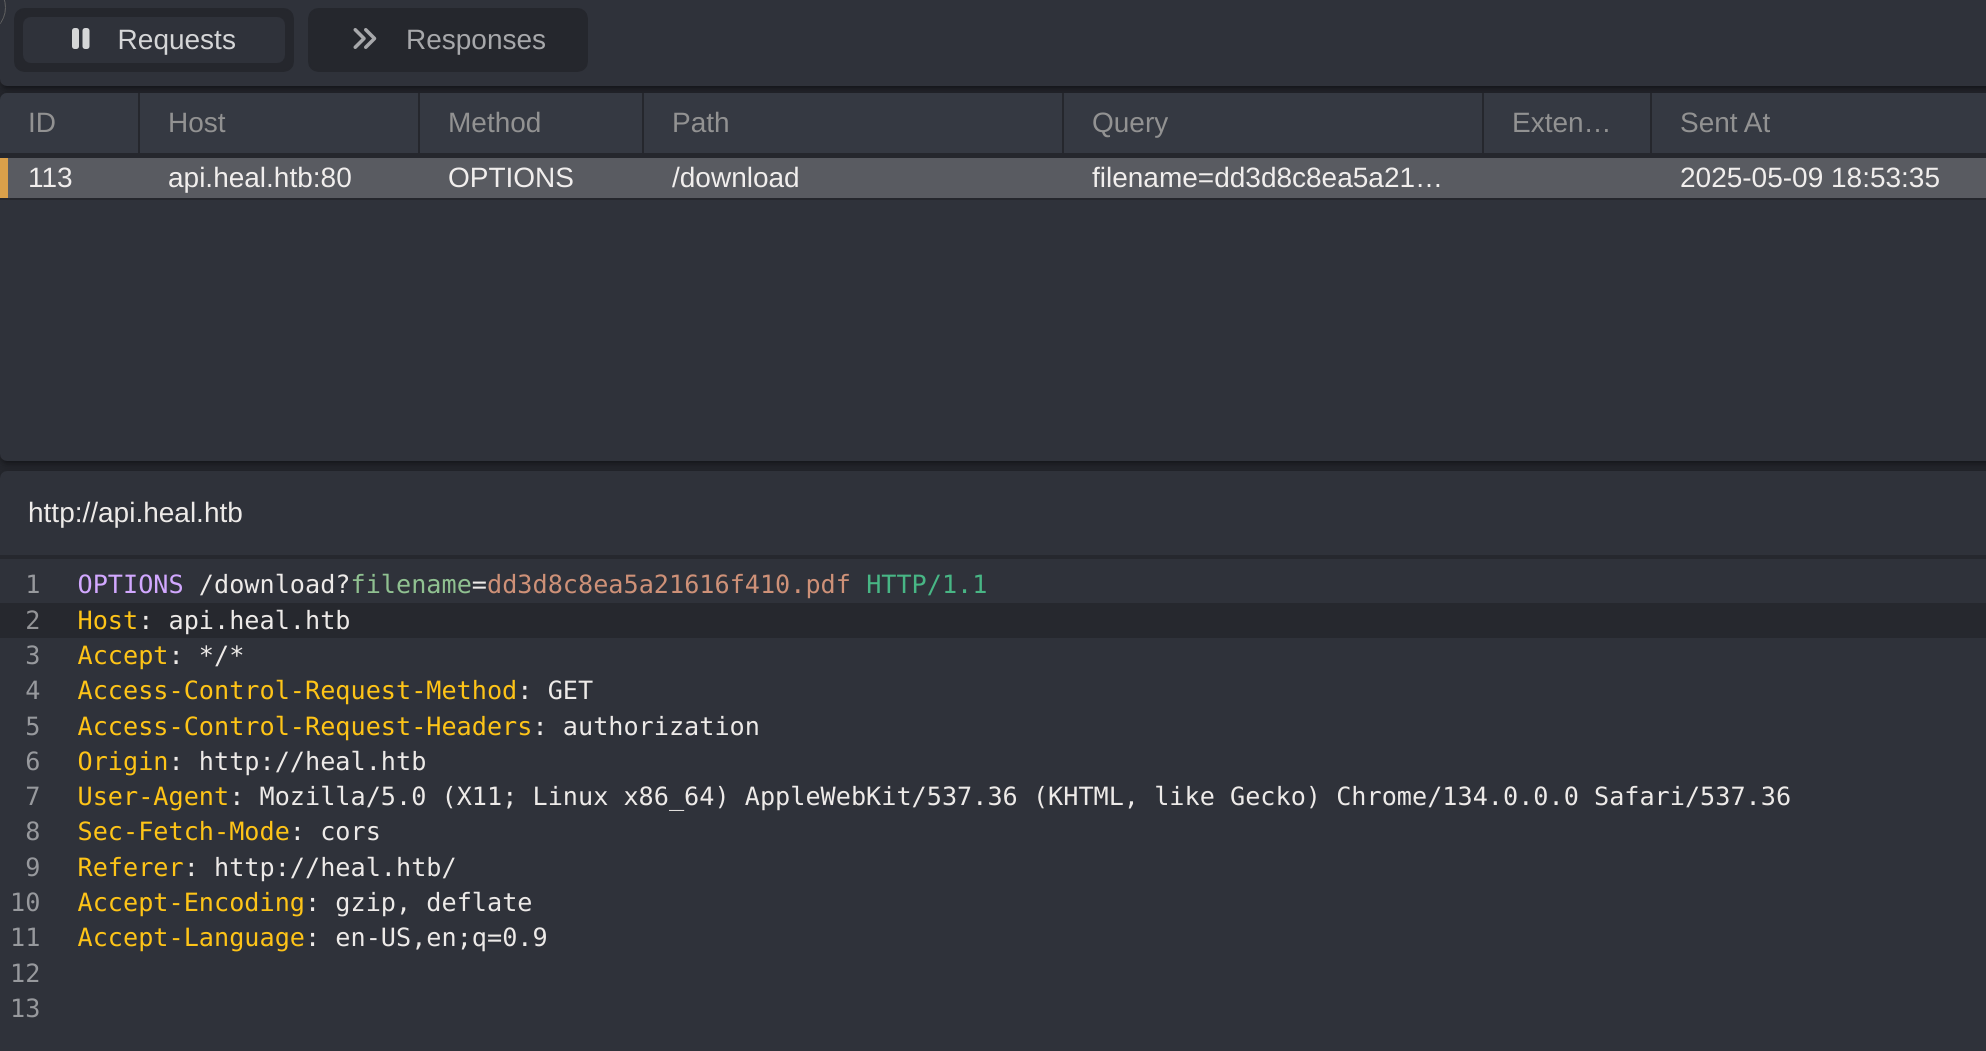 Requests Responses
ID Host Method Path Query Exten… Sent At
113 api.heal.htb:80 OPTIONS /download filename=dd3d8c8ea5a21… 2025-05-09 18:53:35
http://api.heal.htb
1 OPTIONS /download?filename=dd3d8c8ea5a21616f410.pdf HTTP/1.1
2 Host: api.heal.htb
3 Accept: */*
4 Access-Control-Request-Method: GET
5 Access-Control-Request-Headers: authorization
6 Origin: http://heal.htb
7 User-Agent: Mozilla/5.0 (X11; Linux x86_64) AppleWebKit/537.36 (KHTML, like Gecko) Chrome/134.0.0.0 Safari/537.36
8 Sec-Fetch-Mode: cors
9 Referer: http://heal.htb/
10 Accept-Encoding: gzip, deflate
11 Accept-Language: en-US,en;q=0.9
12
13